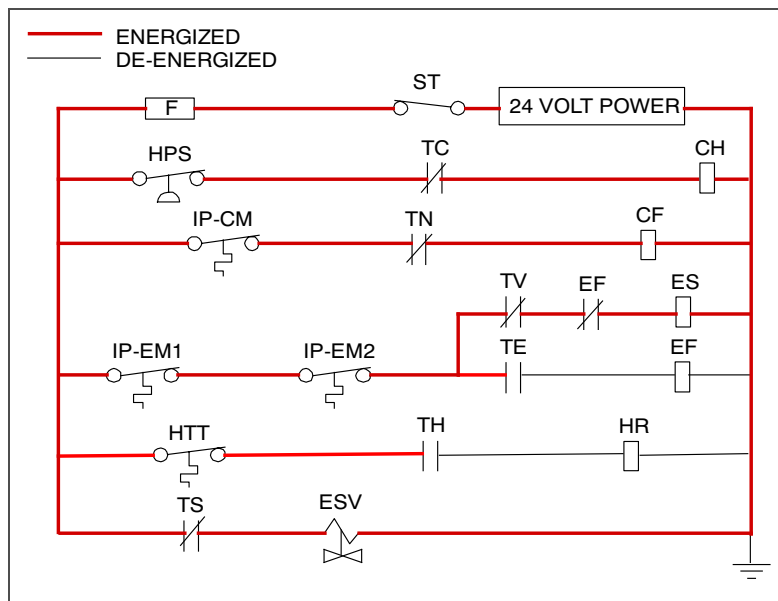 ENERGIZED
DE-ENERGIZED
ST
F
24 VOLT POWER
HPS
TC
CH
IP-CM
TN
CF
TV
EF
ES
IP-EM1
IP-EM2
TE
EF
HTT
TH
HR
TS
ESV